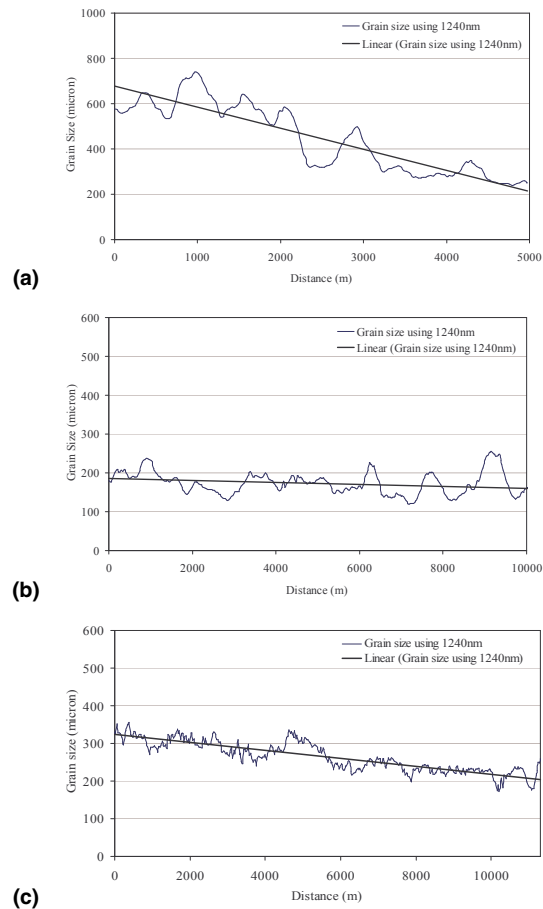 1000
800
600
400
200
0
Grain Size (micron)
Grain size using 1240nm
Linear (Grain size using 1240nm)
0 1000 2000 3000 4000 5000
Distance (m)
(a)
600
500
400
300
200
100
0
Grain Size (micron)
Grain size using 1240nm
Linear (Grain size using 1240nm)
0 2000 4000 6000 8000 10000
Distance (m)
(b)
600
500
400
300
200
100
0
Grain size (micron)
Grain size using 1240nm
Linear (Grain size using 1240nm)
0 2000 4000 6000 8000 10000
Distance (m)
(c)